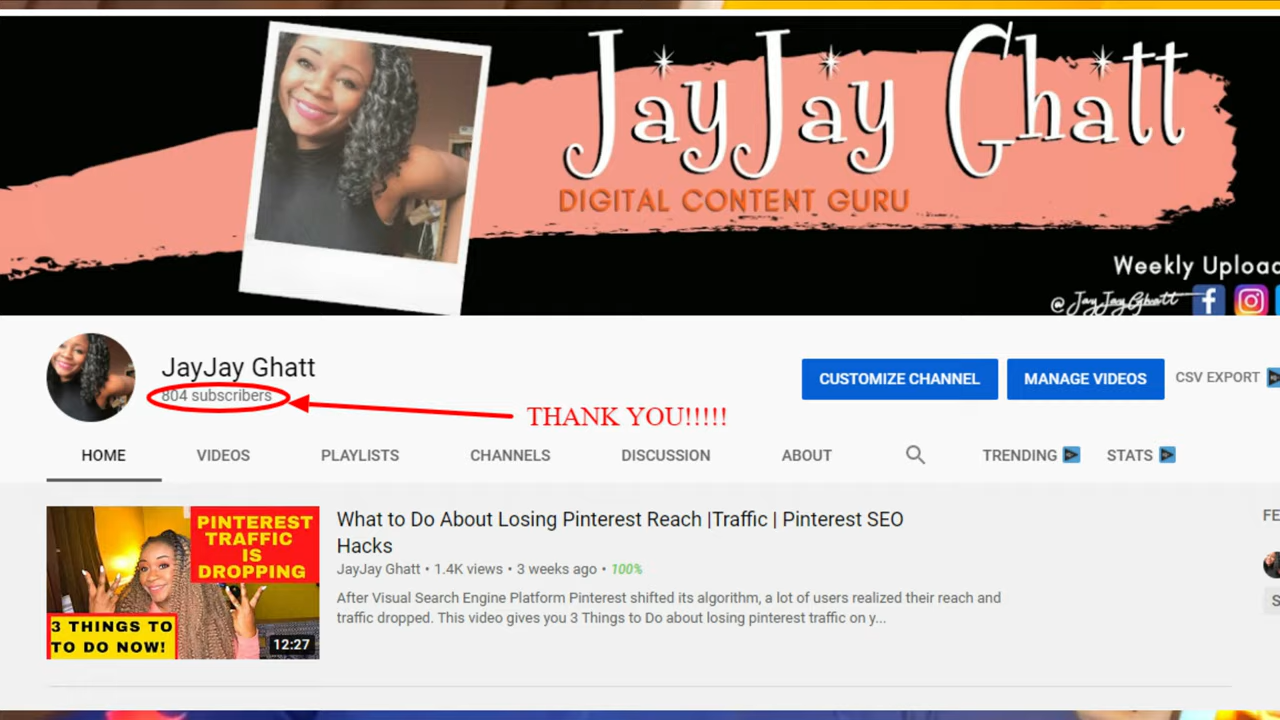 JayJay Ghatt
DIGITAL CONTENT GURU
Weekly
@JayJayGhatt
JayJay Ghatt
804 subscribers
CUSTOMIZE CHANNEL
MANAGE VIDEOS
CSV EXPORT
THANK YOU!!!!!
HOME
VIDEOS
PLAYLISTS
CHANNELS
DISCUSSION
ABOUT
TRENDING
STATS
PINTEREST
TRAFFIC
IS
DROPPING
3 THINGS TO
TO DO NOW!
12:27
What to Do About Losing Pinterest Reach |Traffic | Pinterest SEO
Hacks
JayJay Ghatt • 1.4K views • 3 weeks ago • 100%
After Visual Search Engine Platform Pinterest shifted its algorithm, a lot of users realized their reach and
traffic dropped. This video gives you 3 Things to Do about losing pinterest traffic on y...